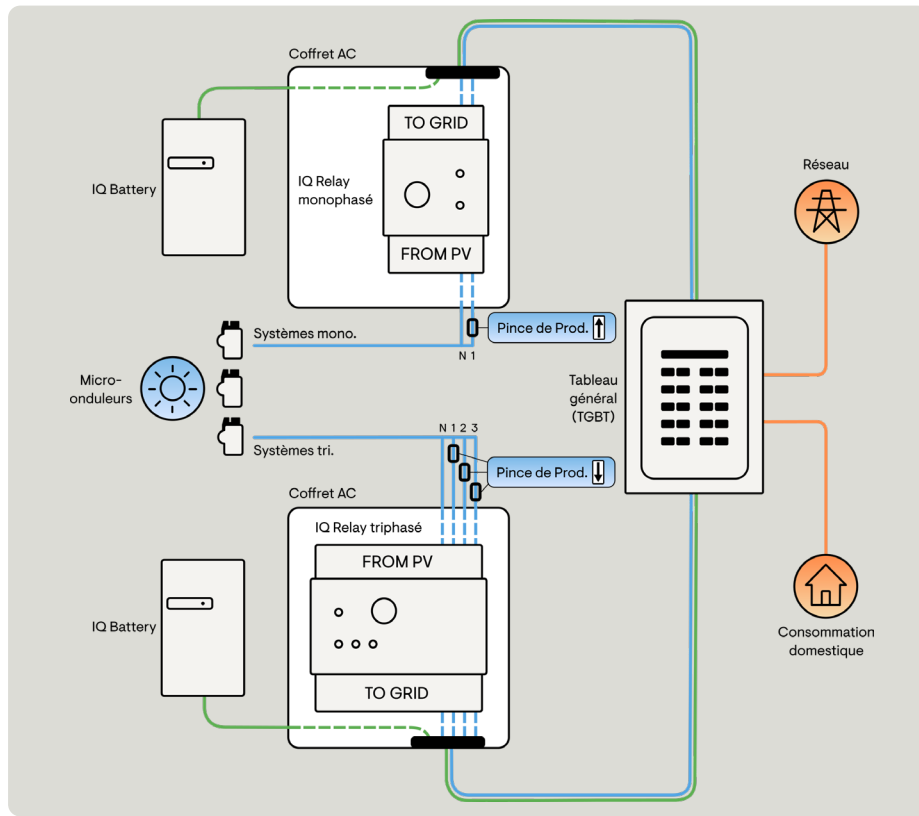 Coffret AC
TO GRID
IQ Battery
IQ Relay
monophasé
FROM PV
Réseau
Systèmes mono.
Pince de Prod.
N 1
Micro-
onduleurs
Tableau
général
(TGBT)
N 1 2 3
Systèmes tri.
Pince de Prod.
Coffret AC
IQ Relay triphasé
FROM PV
IQ Battery
TO GRID
Consommation
domestique